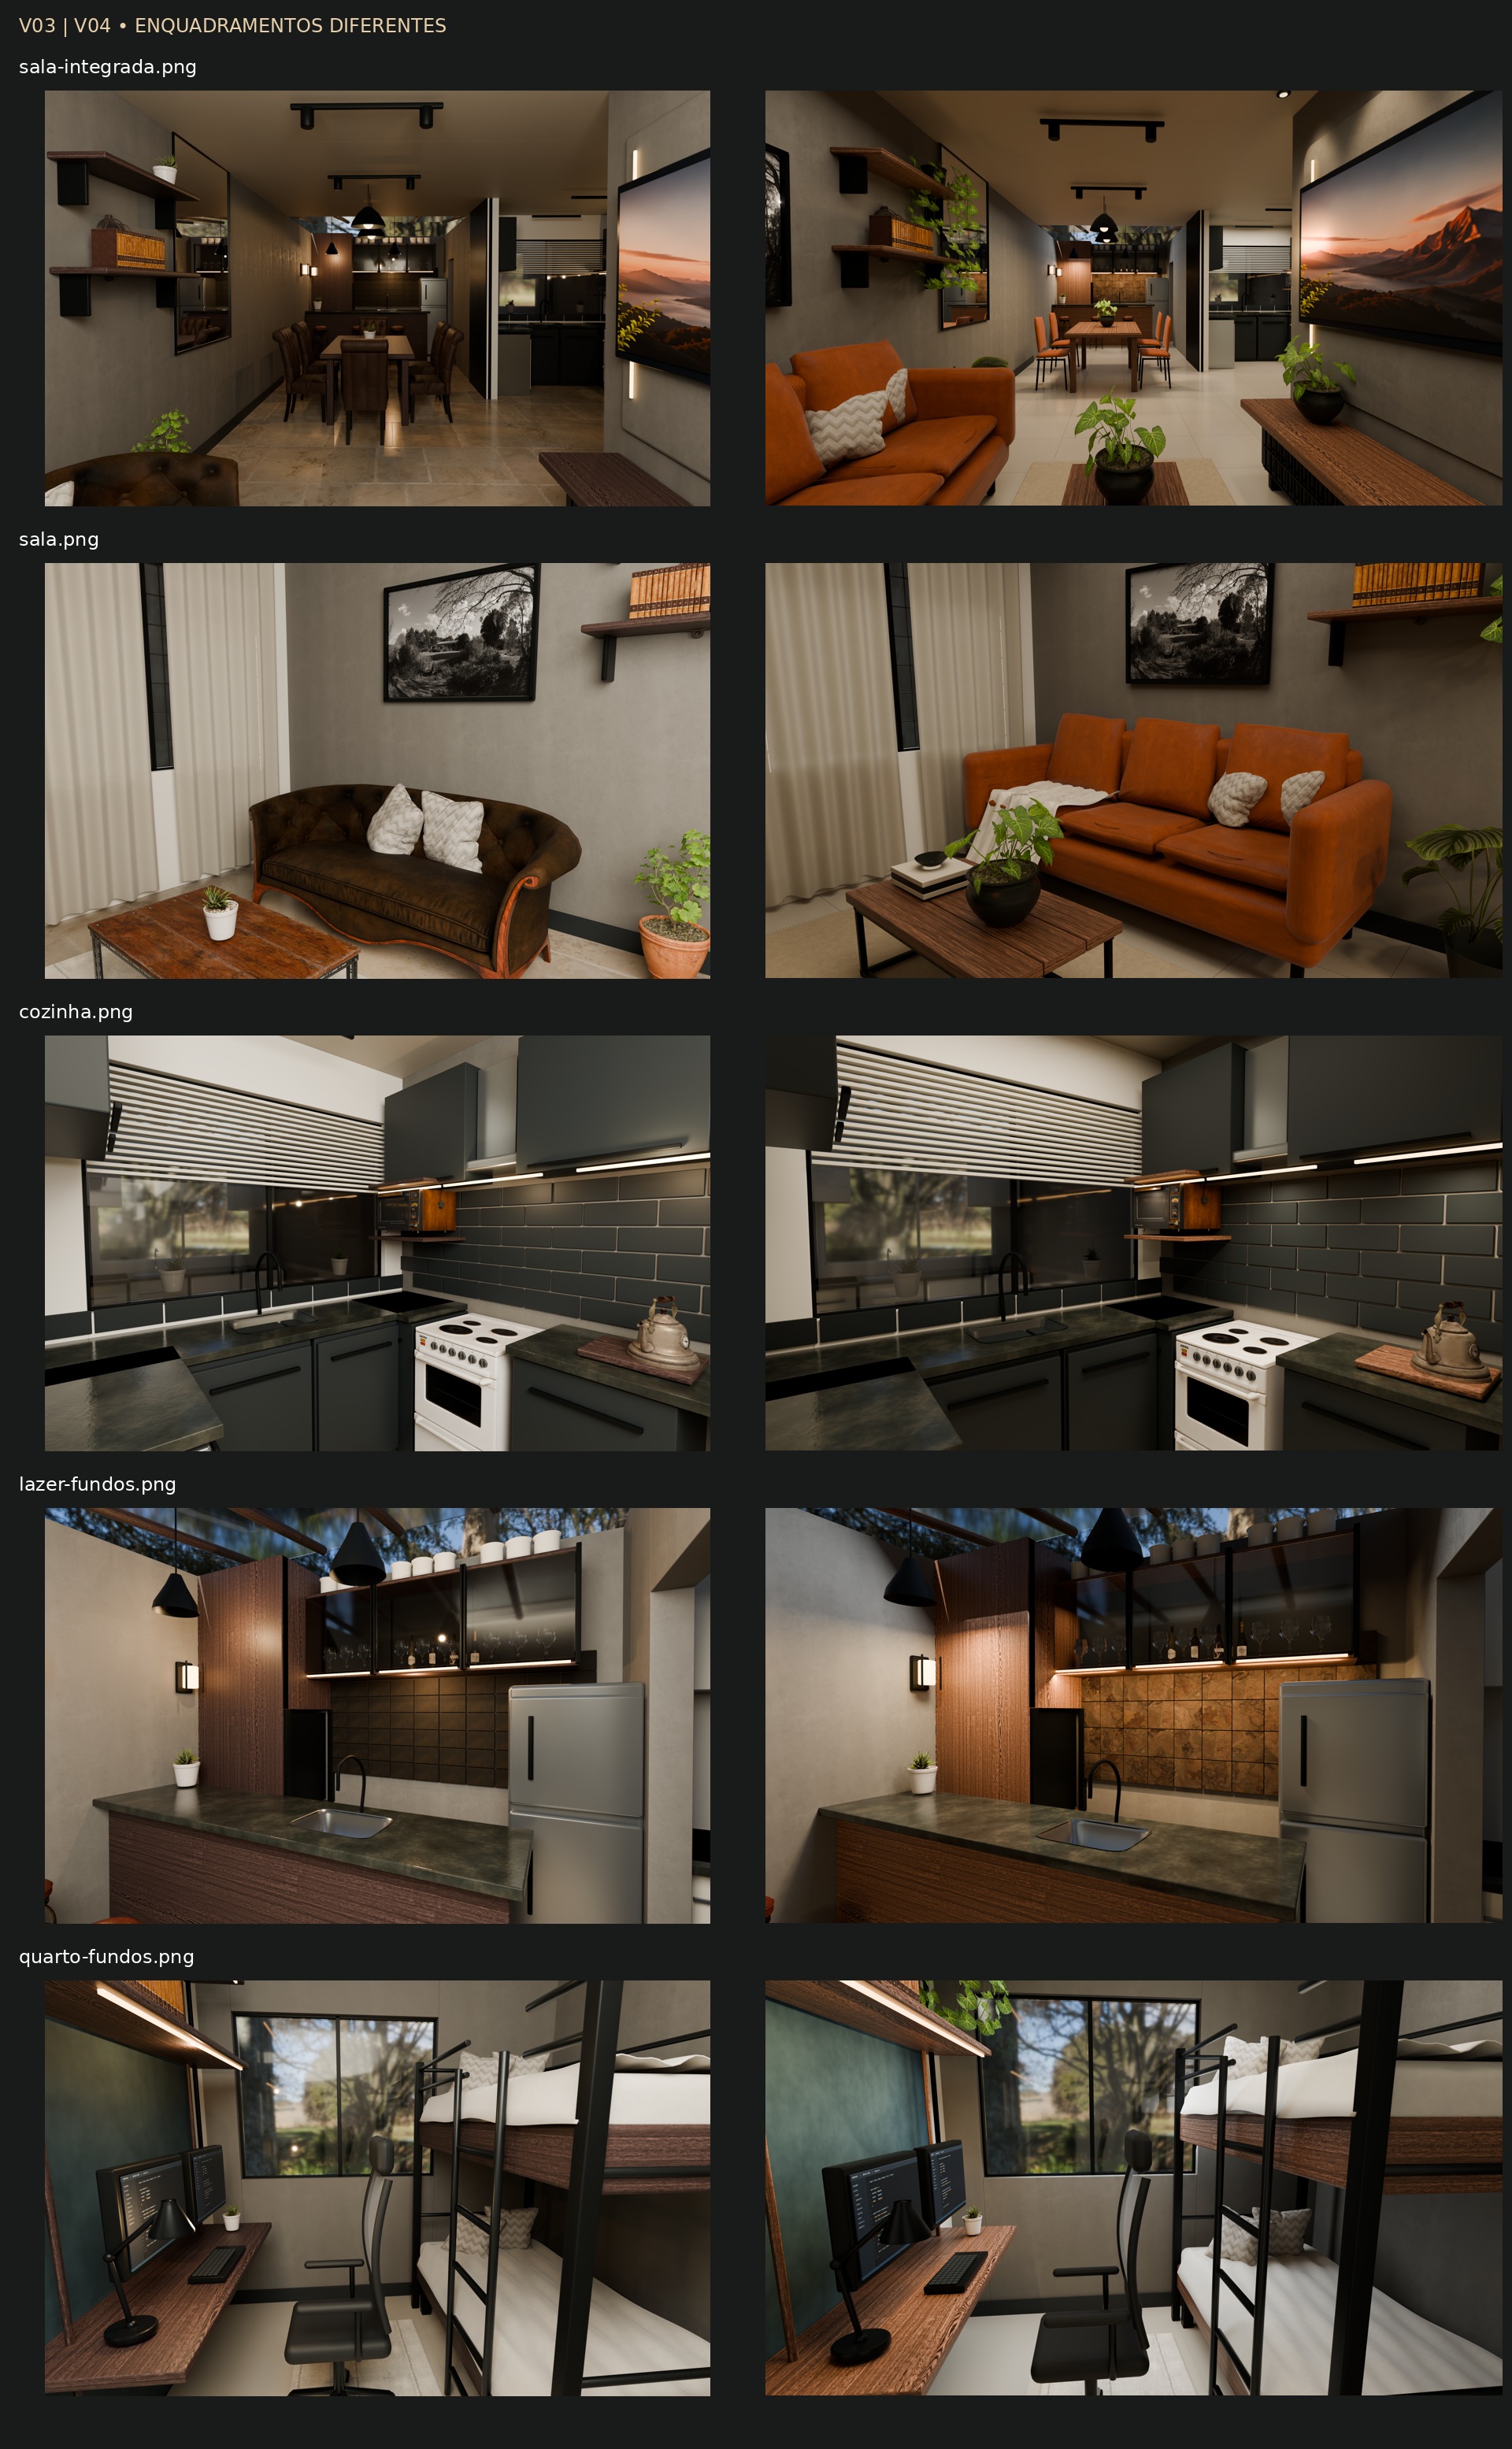 V03 | V04 • ENQUADRAMENTOS DIFERENTES
sala-integrada.png
sala.png
cozinha.png
lazer-fundos.png
quarto-fundos.png